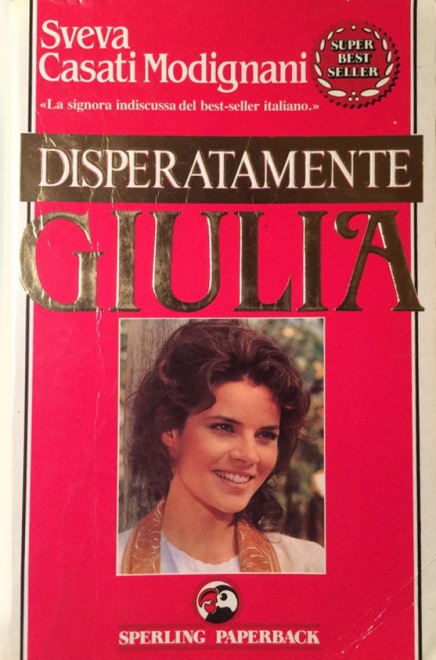 Sveva
Casati Modignani
SUPER
BEST
SELLER
«La signora indiscussa del best-seller italiano.»
DISPERATAMENTE
GIULIA
SPERLING PAPERBACK